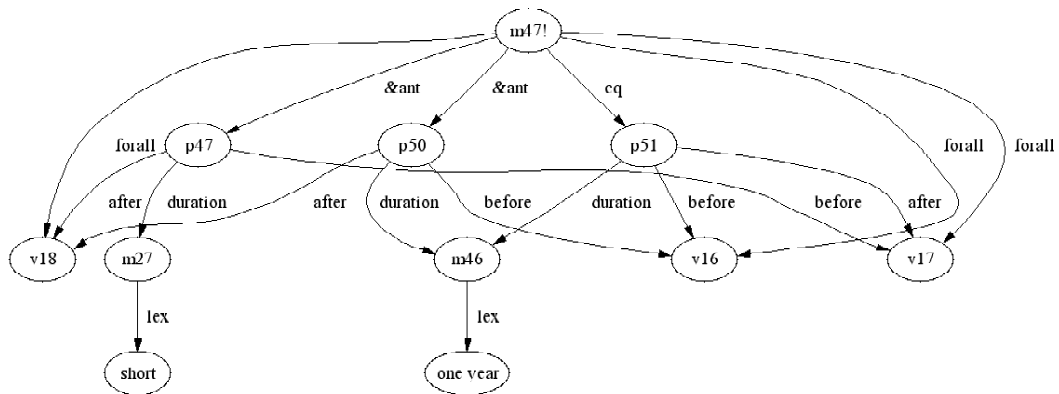 m47!
&ant
&ant
cq
forall
p47
p50
p51
forall
forall
after
duration
after
duration
before
duration
before
before
after
v18
m27
m46
v16
v17
lex
lex
short
one year